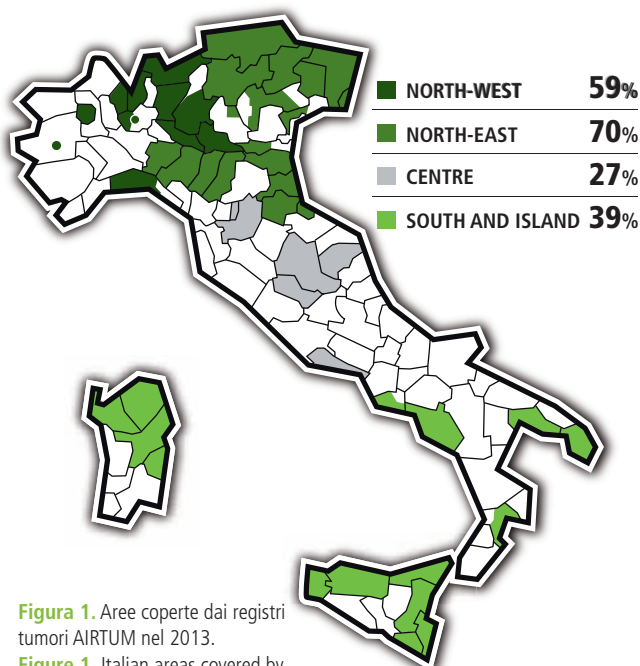 NORTH-WEST 59%
NORTH-EAST 70%
CENTRE 27%
SOUTH AND ISLAND 39%
Figura 1. Aree coperte dai registri
tumori AIRTUM nel 2013.
Figure 1. Italian areas covered by